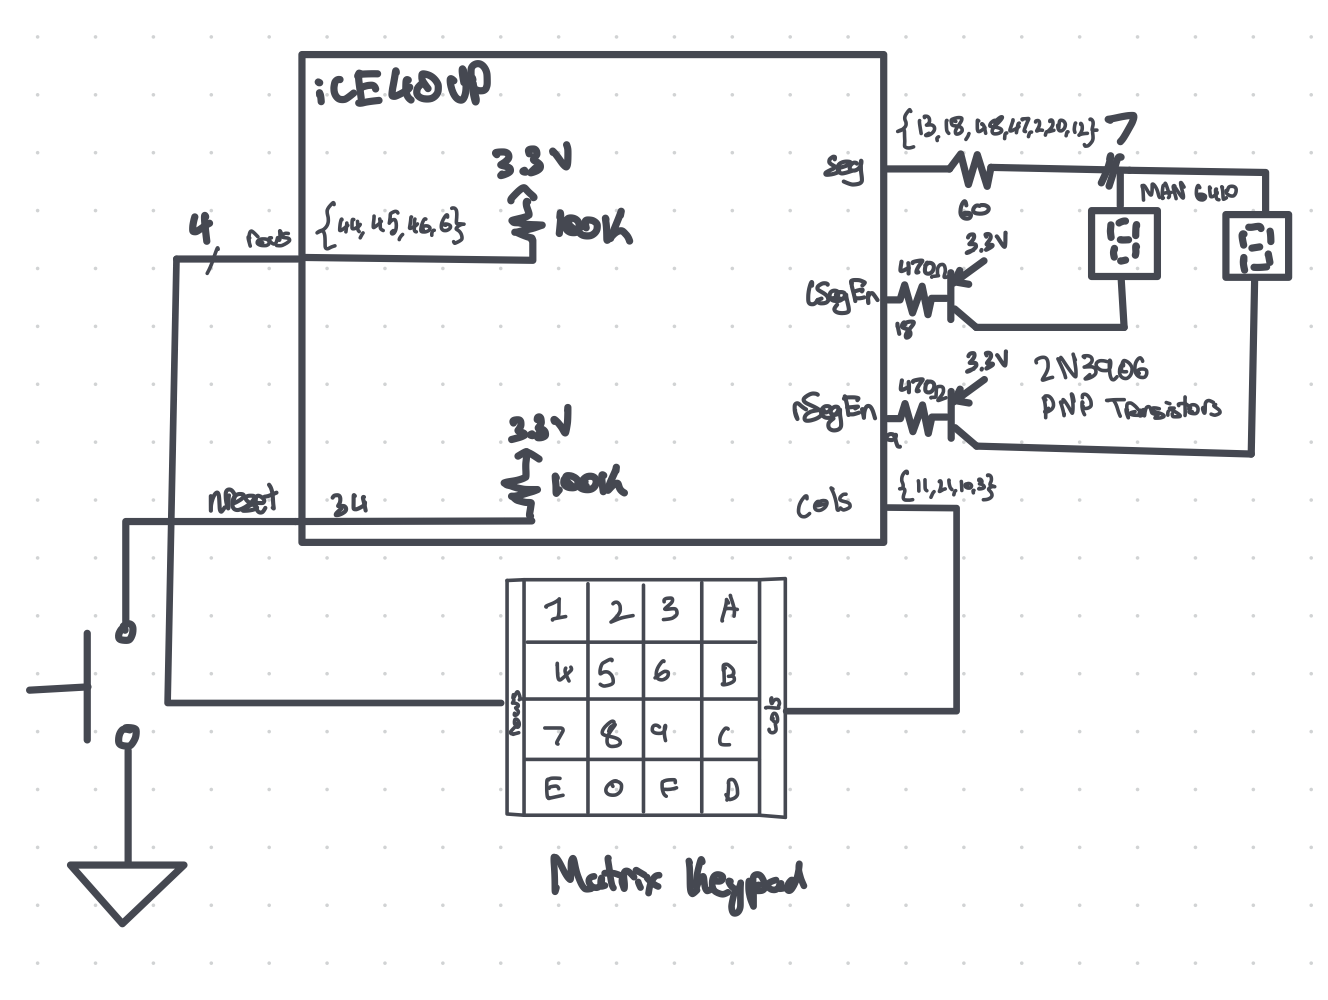 iCE40UP
{13,18,48,47,2,20,12}
7
3.3V
seg
MAN 6410
4
rows
{44,45,46,6}
100K
60
3.3V
470Ω
lSegEn
18
3.3V
470Ω
2N3906
PNP Transistors
rSegEn
9
3.3V
100K
{11,21,10,3}
nreset
34
cols
1 2 3 A
4 5 6 B
rows
cols
7 8 9 C
E 0 F D
Matrix Keypad